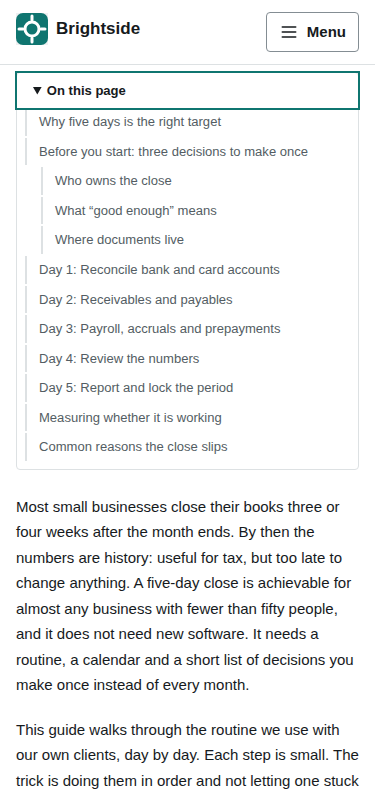 Brightside
Menu
On this page
Why five days is the right target
Before you start: three decisions to make once
Who owns the close
What “good enough” means
Where documents live
Day 1: Reconcile bank and card accounts
Day 2: Receivables and payables
Day 3: Payroll, accruals and prepayments
Day 4: Review the numbers
Day 5: Report and lock the period
Measuring whether it is working
Common reasons the close slips
Most small businesses close their books three or
four weeks after the month ends. By then the
numbers are history: useful for tax, but too late to
change anything. A five-day close is achievable for
almost any business with fewer than fifty people,
and it does not need new software. It needs a
routine, a calendar and a short list of decisions you
make once instead of every month.
This guide walks through the routine we use with
our own clients, day by day. Each step is small. The
trick is doing them in order and not letting one stuck